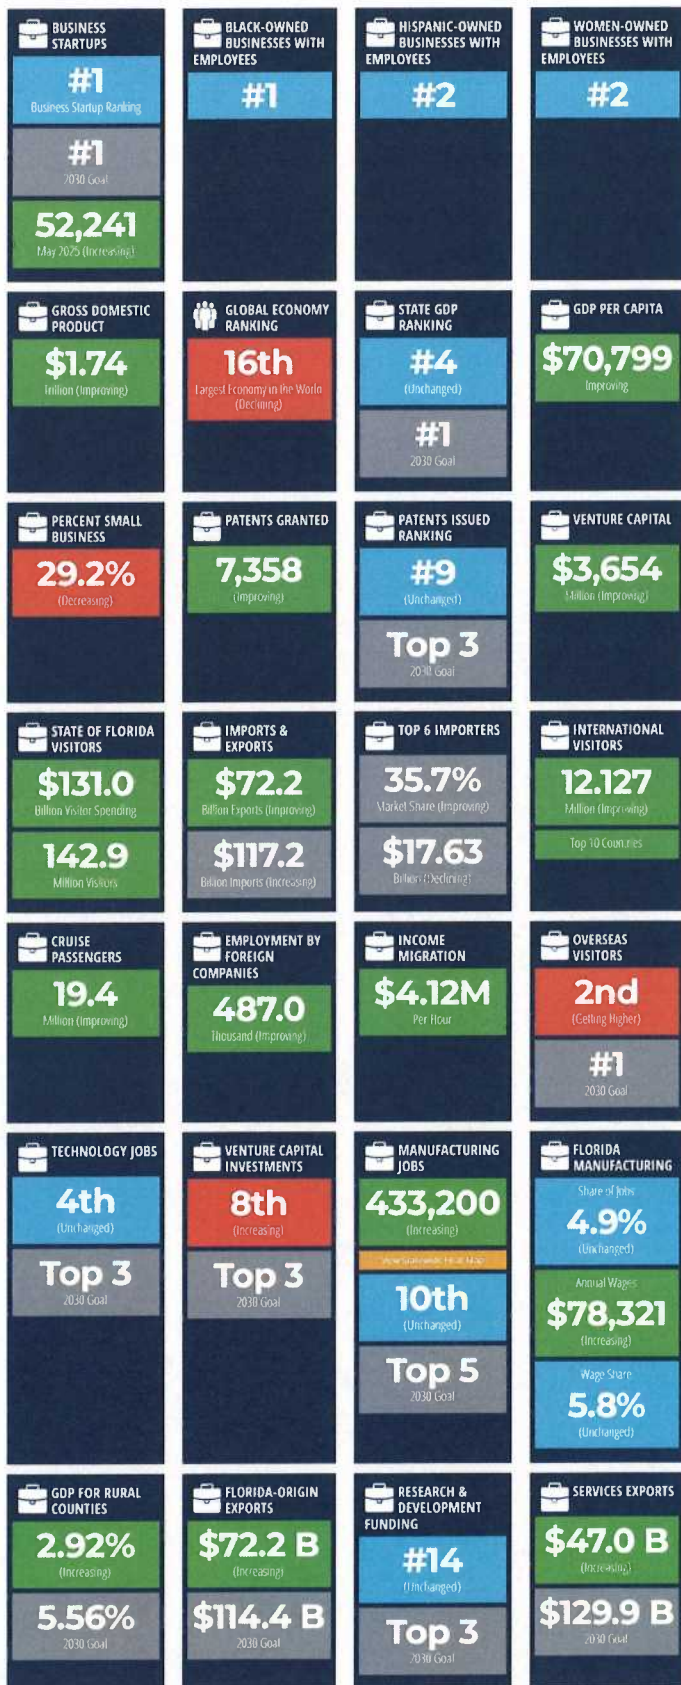 BUSINESS
STARTUPS
#1
Business Startup Ranking
#1
2030 Goal
52,241
May 2025 (Increasing)
BLACK-OWNED
BUSINESSES WITH
EMPLOYEES
#1
HISPANIC-OWNED
BUSINESSES WITH
EMPLOYEES
#2
WOMEN-OWNED
BUSINESSES WITH
EMPLOYEES
#2
GROSS DOMESTIC
PRODUCT
$1.74
Trillion (Improving)
GLOBAL ECONOMY
RANKING
16th
Largest Economy in the World
(Declining)
STATE GDP
RANKING
#4
(Unchanged)
#1
2030 Goal
GDP PER CAPITA
$70,799
Improving
PERCENT SMALL
BUSINESS
29.2%
(Decreasing)
PATENTS GRANTED
7,358
(Improving)
PATENTS ISSUED
RANKING
#9
(Unchanged)
Top 3
2030 Goal
VENTURE CAPITAL
$3,654
Million (Improving)
STATE OF FLORIDA
VISITORS
$131.0
Billion Visitor Spending
142.9
Million Visitors
IMPORTS &
EXPORTS
$72.2
Billion Exports (Improving)
$117.2
Billion Imports (Increasing)
TOP 6 IMPORTERS
35.7%
Market Share (Improving)
$17.63
Billion (Declining)
INTERNATIONAL
VISITORS
12.127
Million (Improving)
Top 10 Countries
CRUISE
PASSENGERS
19.4
Million (Improving)
EMPLOYMENT BY
FOREIGN
COMPANIES
487.0
Thousand (Improving)
INCOME
MIGRATION
$4.12M
Per Hour
OVERSEAS
VISITORS
2nd
(Getting Higher)
#1
2030 Goal
TECHNOLOGY JOBS
4th
(Unchanged)
Top 3
2030 Goal
VENTURE CAPITAL
INVESTMENTS
8th
(Increasing)
Top 3
2030 Goal
MANUFACTURING
JOBS
433,200
(Increasing)
10th
(Unchanged)
Top 5
2030 Goal
FLORIDA
MANUFACTURING
Share of Jobs
4.9%
(Unchanged)
Annual Wages
$78,321
(Increasing)
Wage Share
5.8%
(Unchanged)
GDP FOR RURAL
COUNTIES
2.92%
(Increasing)
5.56%
2030 Goal
FLORIDA-ORIGIN
EXPORTS
$72.2 B
(Increasing)
$114.4 B
2030 Goal
RESEARCH &
DEVELOPMENT
FUNDING
#14
(Unchanged)
Top 3
2030 Goal
SERVICES EXPORTS
$47.0 B
(Increasing)
$129.9 B
2030 Goal